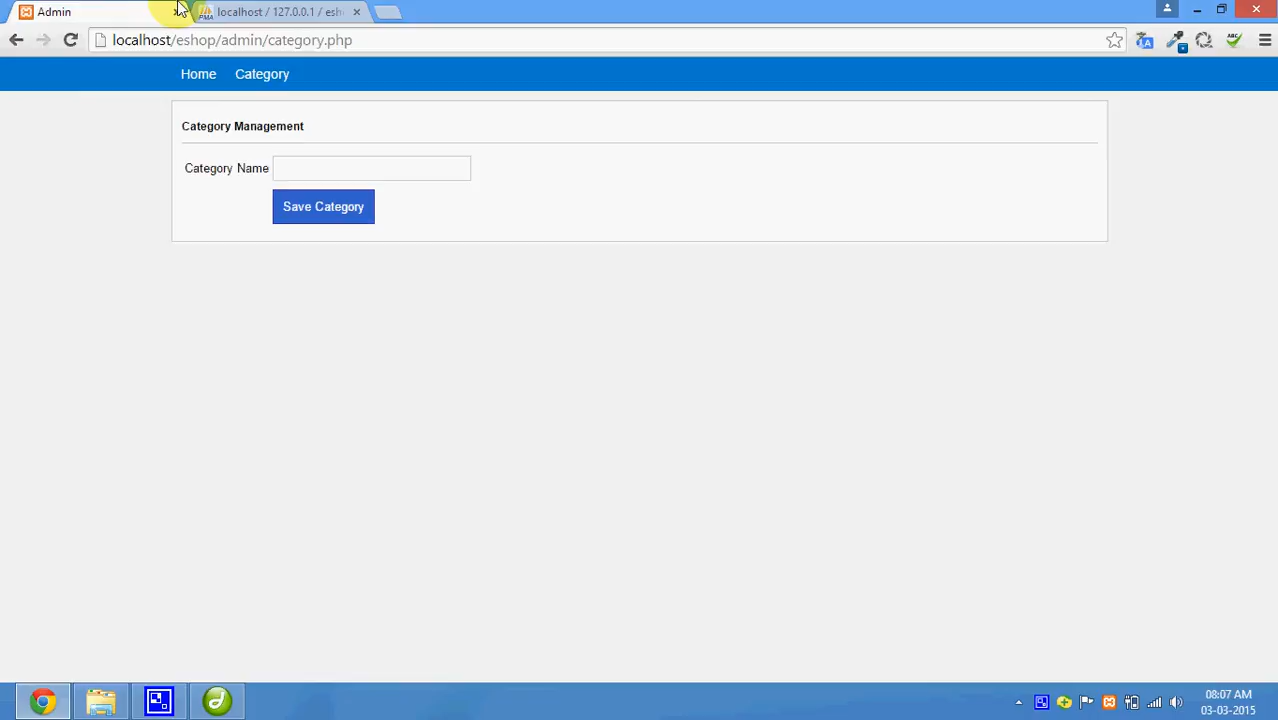 Admin
localhost / 127.0.0.1 / esh
localhost/eshop/admin/category.php
ABC
Home Category
Category Management
Category Name
Save Category
08:07 AM
03-03-2015